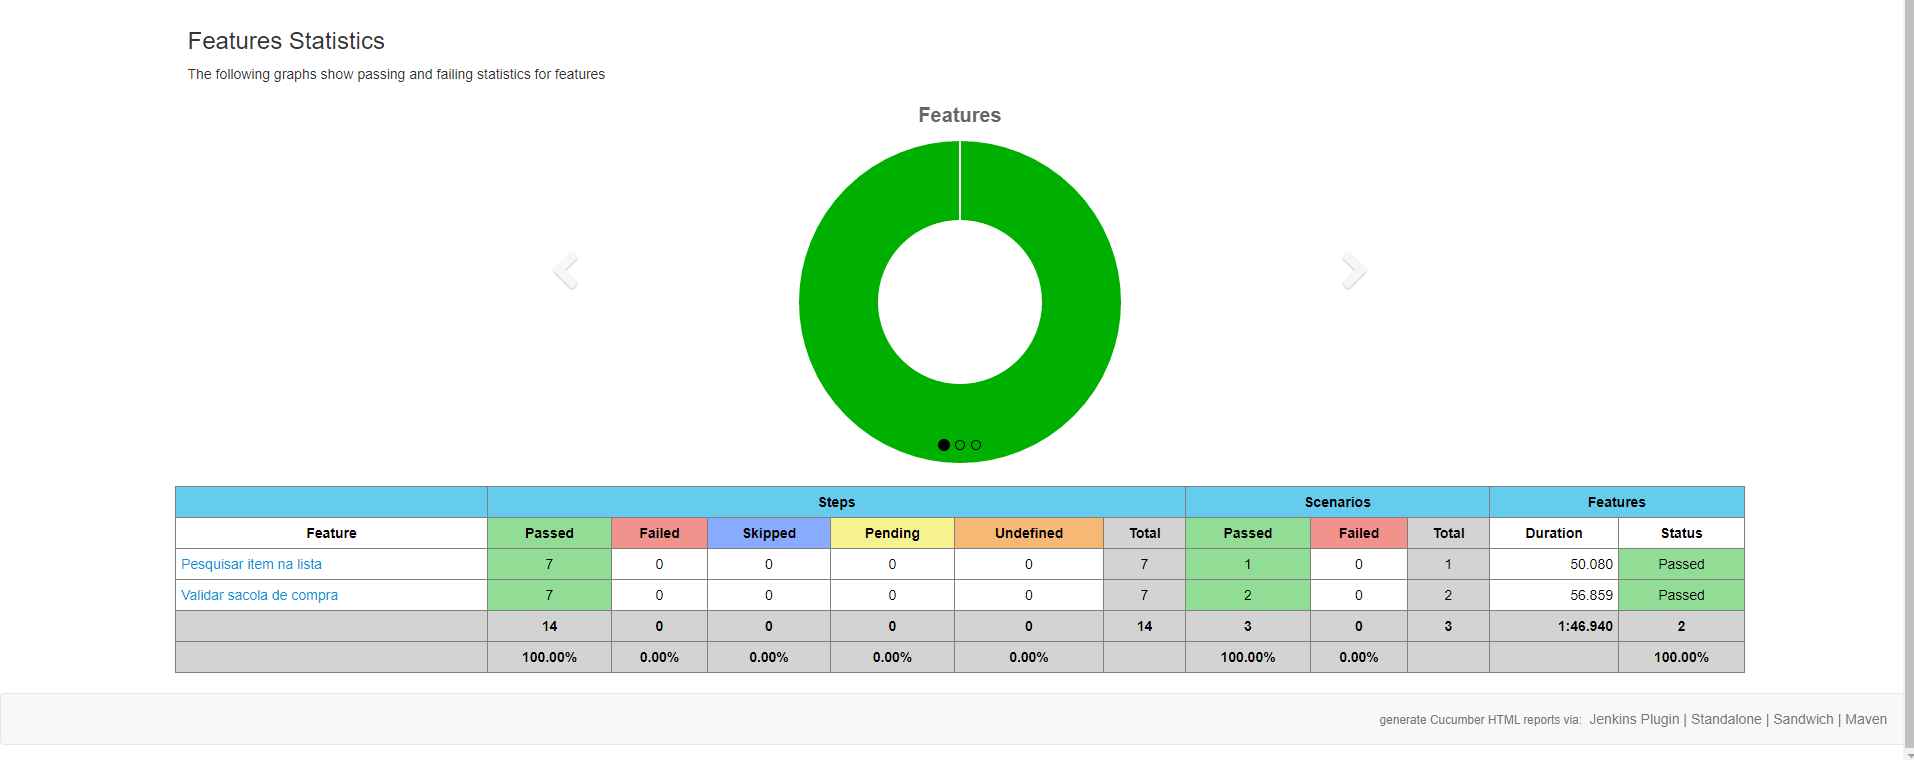 Features Statistics
The following graphs show passing and failing statistics for features
Features
Steps Scenarios Features
Feature Passed Failed Skipped Pending Undefined Total Passed Failed Total Duration Status
Pesquisar item na lista 7 0 0 0 0 7 1 0 1 50.080 Passed
Validar sacola de compra 7 0 0 0 0 7 2 0 2 56.859 Passed
14 0 0 0 0 14 3 0 3 1:46.940 2
100.00% 0.00% 0.00% 0.00% 0.00% 100.00% 0.00% 100.00%
generate Cucumber HTML reports via: Jenkins Plugin | Standalone | Sandwich | Maven